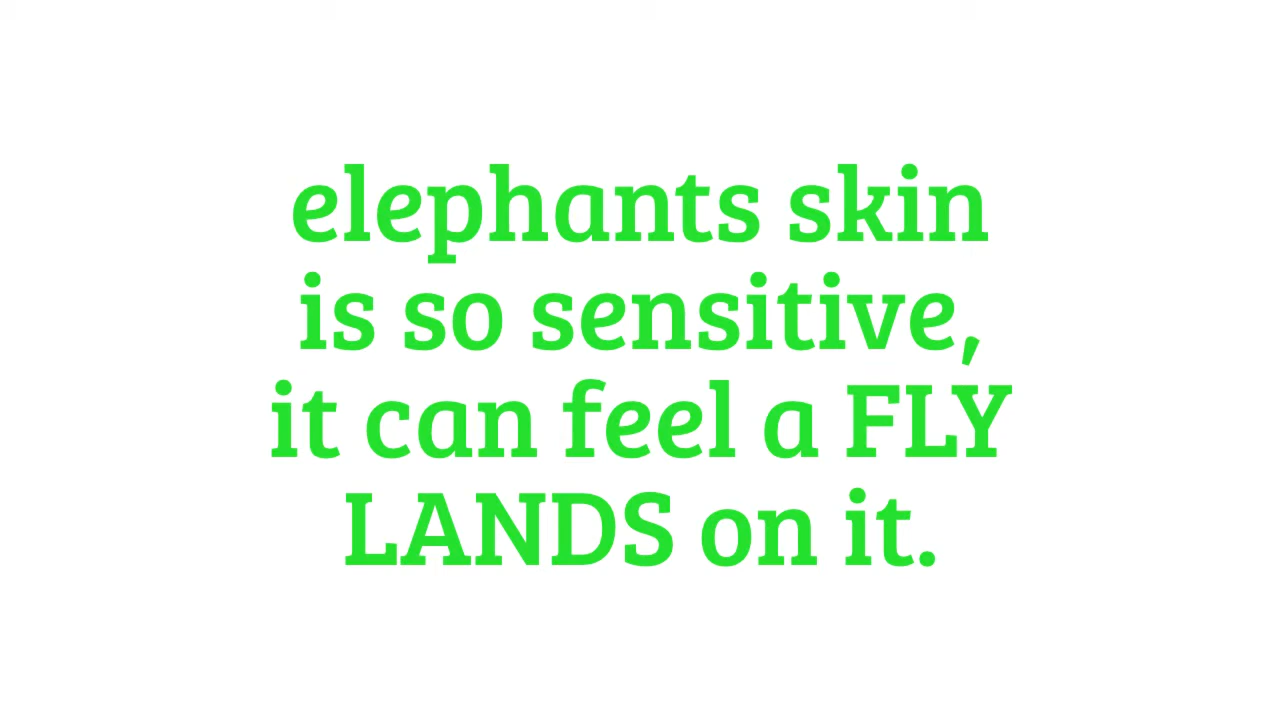 elephants skin
is so sensitive,
it can feel a FLY
LANDS on it.